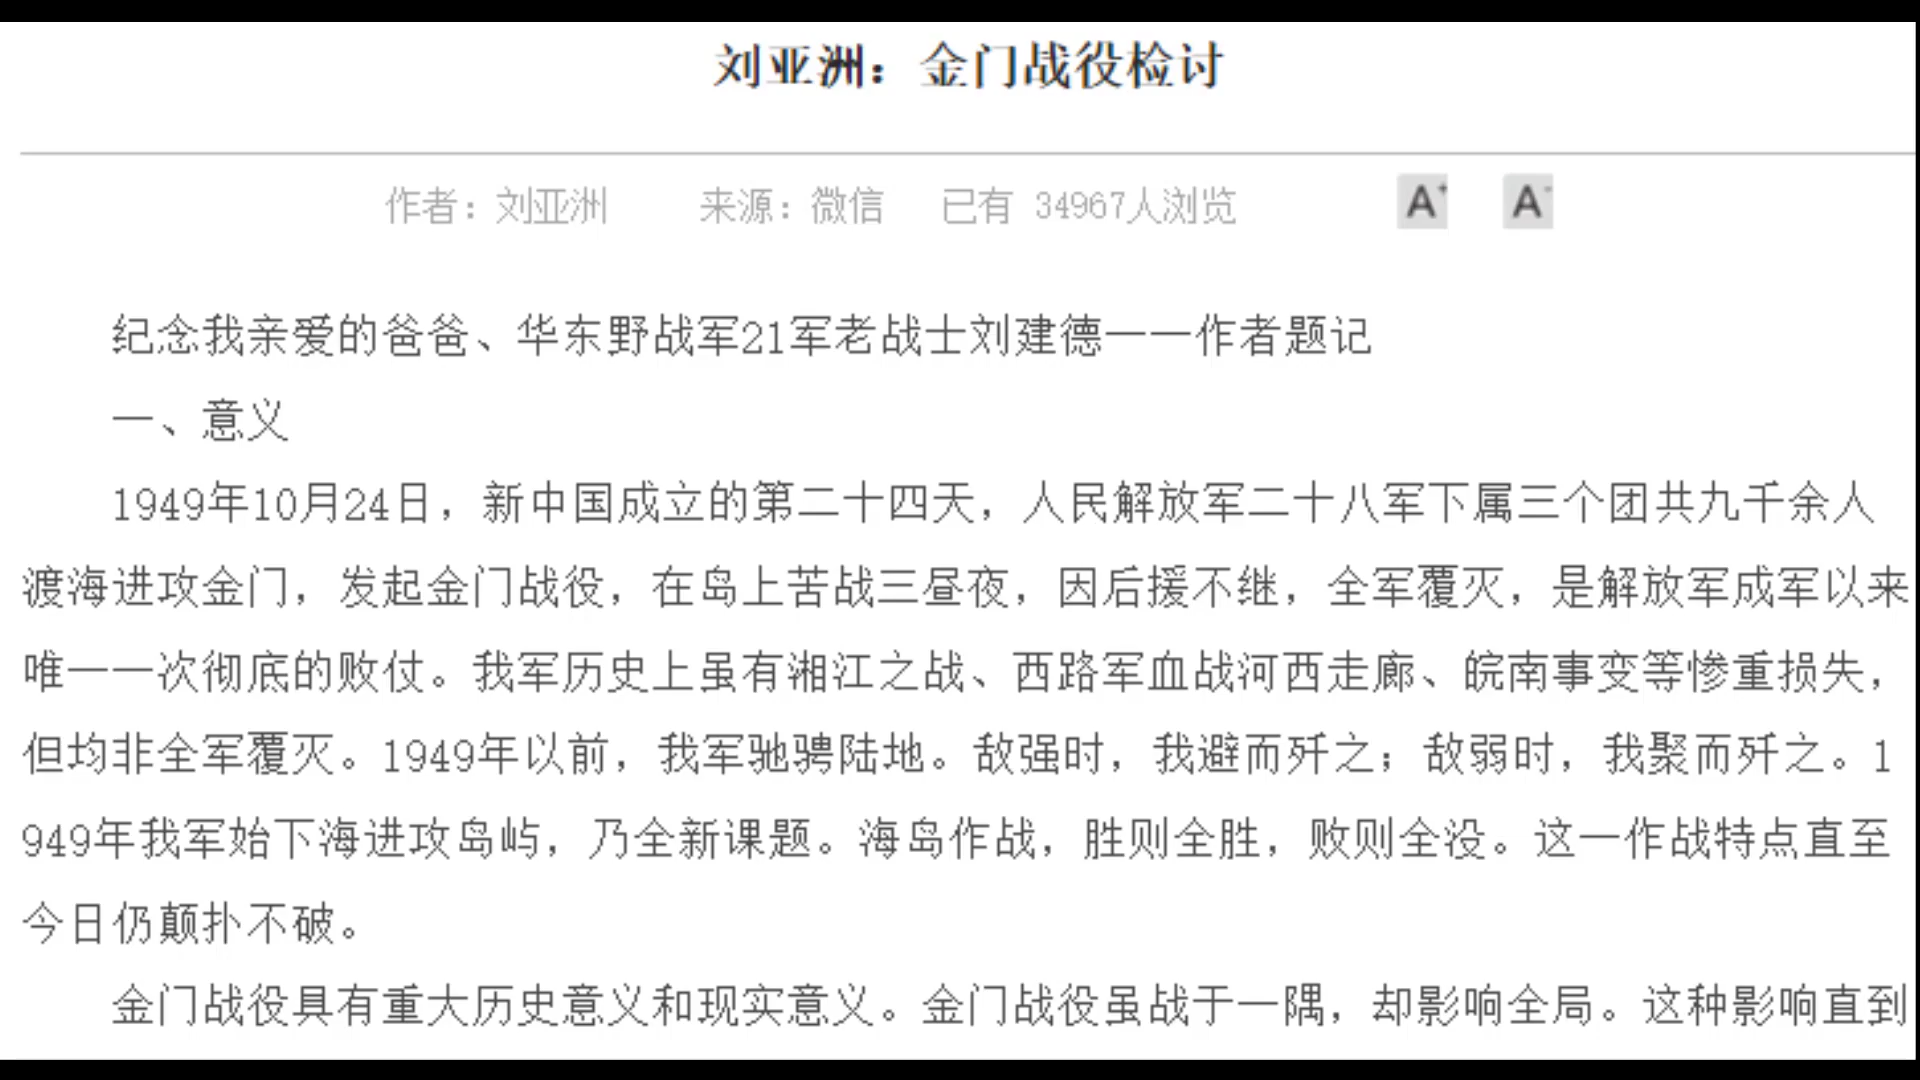 刘亚洲：金门战役检讨
作者：刘亚洲 来源：微信 已有 34967人浏览 A+ A-
纪念我亲爱的爸爸、华东野战军21军老战士刘建德——作者题记
一、意义
1949年10月24日，新中国成立的第二十四天，人民解放军二十八军下属三个团共九千余人
渡海进攻金门，发起金门战役，在岛上苦战三昼夜，因后援不继，全军覆灭，是解放军成军以来
唯一一次彻底的败仗。我军历史上虽有湘江之战、西路军血战河西走廊、皖南事变等惨重损失，
但均非全军覆灭。1949年以前，我军驰骋陆地。敌强时，我避而歼之；敌弱时，我聚而歼之。1
949年我军始下海进攻岛屿，乃全新课题。海岛作战，胜则全胜，败则全没。这一作战特点直至
今日仍颠扑不破。
金门战役具有重大历史意义和现实意义。金门战役虽战于一隅，却影响全局。这种影响直到